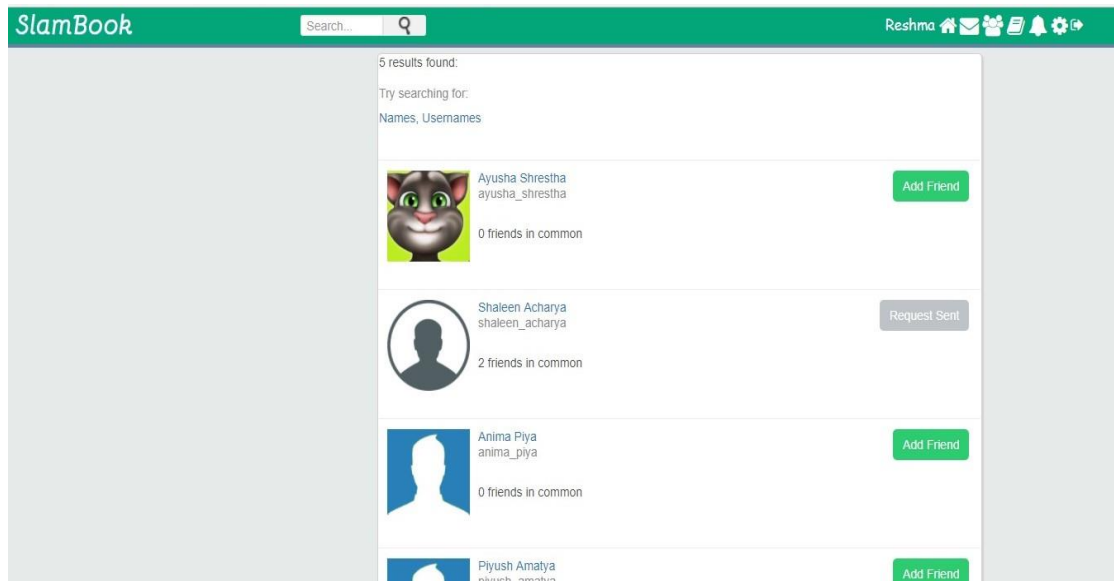 SlamBook
Search...
Reshma
5 results found:
Try searching for:
Names, Usernames
Ayusha Shrestha
ayusha_shrestha
Add Friend
0 friends in common
Shaleen Acharya
shaleen_acharya
Request Sent
2 friends in common
Anima Piya
anima_piya
Add Friend
0 friends in common
Piyush Amatya
piyush_amatya
Add Friend